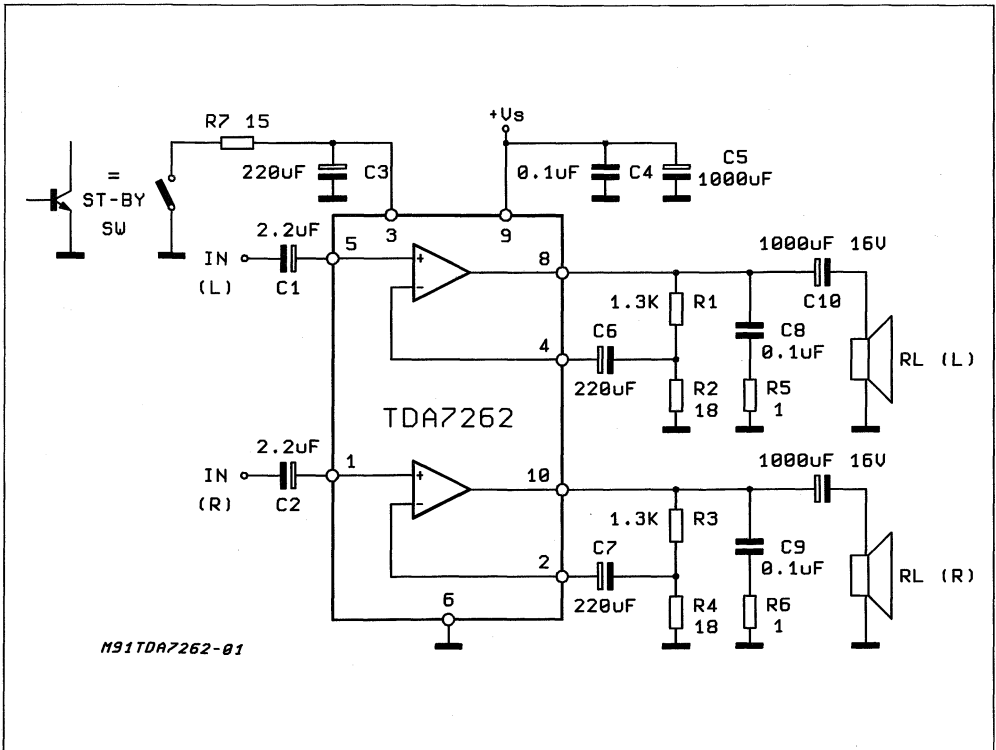 +Vs
R7 15
220uF C3
0.1uF C4
C5
1000uF
=
ST-BY
SW
3
9
2.2uF
5
IN
(L)
C1
+
-
8
1000uF 16V
C10
1.3K R1
C6
4
220uF
C8
0.1uF
RL (L)
R2
18
R5
1
TDA7262
2.2uF
1
IN
(R)
C2
+
-
10
1000uF 16V
1.3K R3
C7
2
220uF
C9
0.1uF
RL (R)
R4
18
R6
1
6
M91TDA7262-01